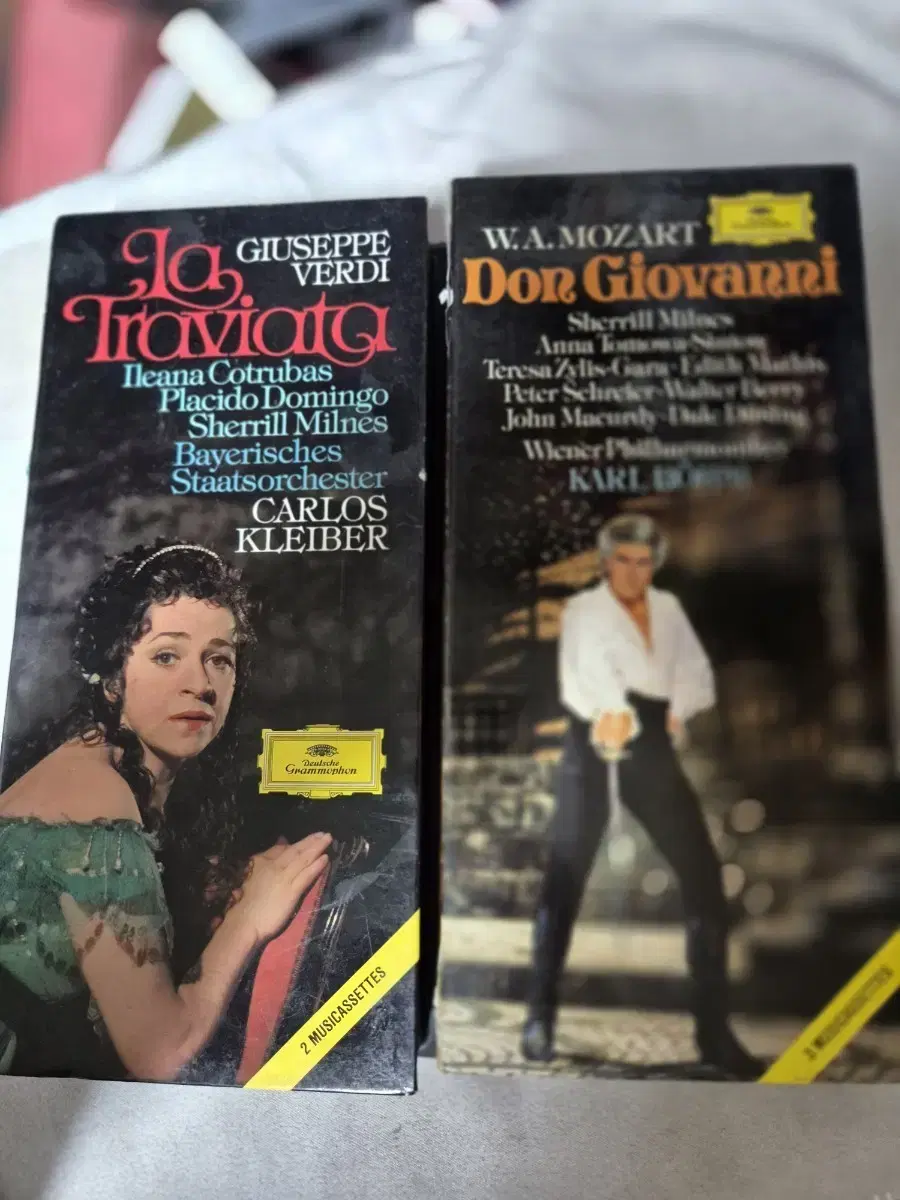 GIUSEPPE
VERDI
La
Traviata
Ileana Cotrubas
Placido Domingo
Sherrill Milnes
Bayerisches
Staatsorchester
CARLOS
KLEIBER
Deutsche
Grammophon
2 MUSICASSETTES
W.A. MOZART
Don Giovanni
Sherrill Milnes
Anna Tomowa-Sintow
Teresa Zylis-Gara · Edith Mathis
Peter Schreier · Walter Berry
John Macurdy · Dale Düsing
Wiener Philharmoniker
KARL BÖHM
3 MUSICASSETTES